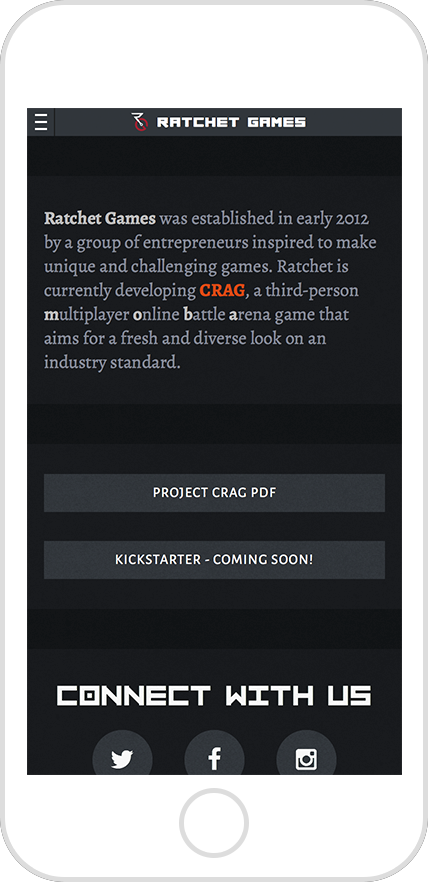 RATCHET GAMES
Ratchet Games was established in early 2012
by a group of entrepreneurs inspired to make
unique and challenging games. Ratchet is
currently developing CRAG, a third-person
multiplayer online battle arena game that
aims for a fresh and diverse look on an
industry standard.
PROJECT CRAG PDF
KICKSTARTER - COMING SOON!
CONNECT WITH US